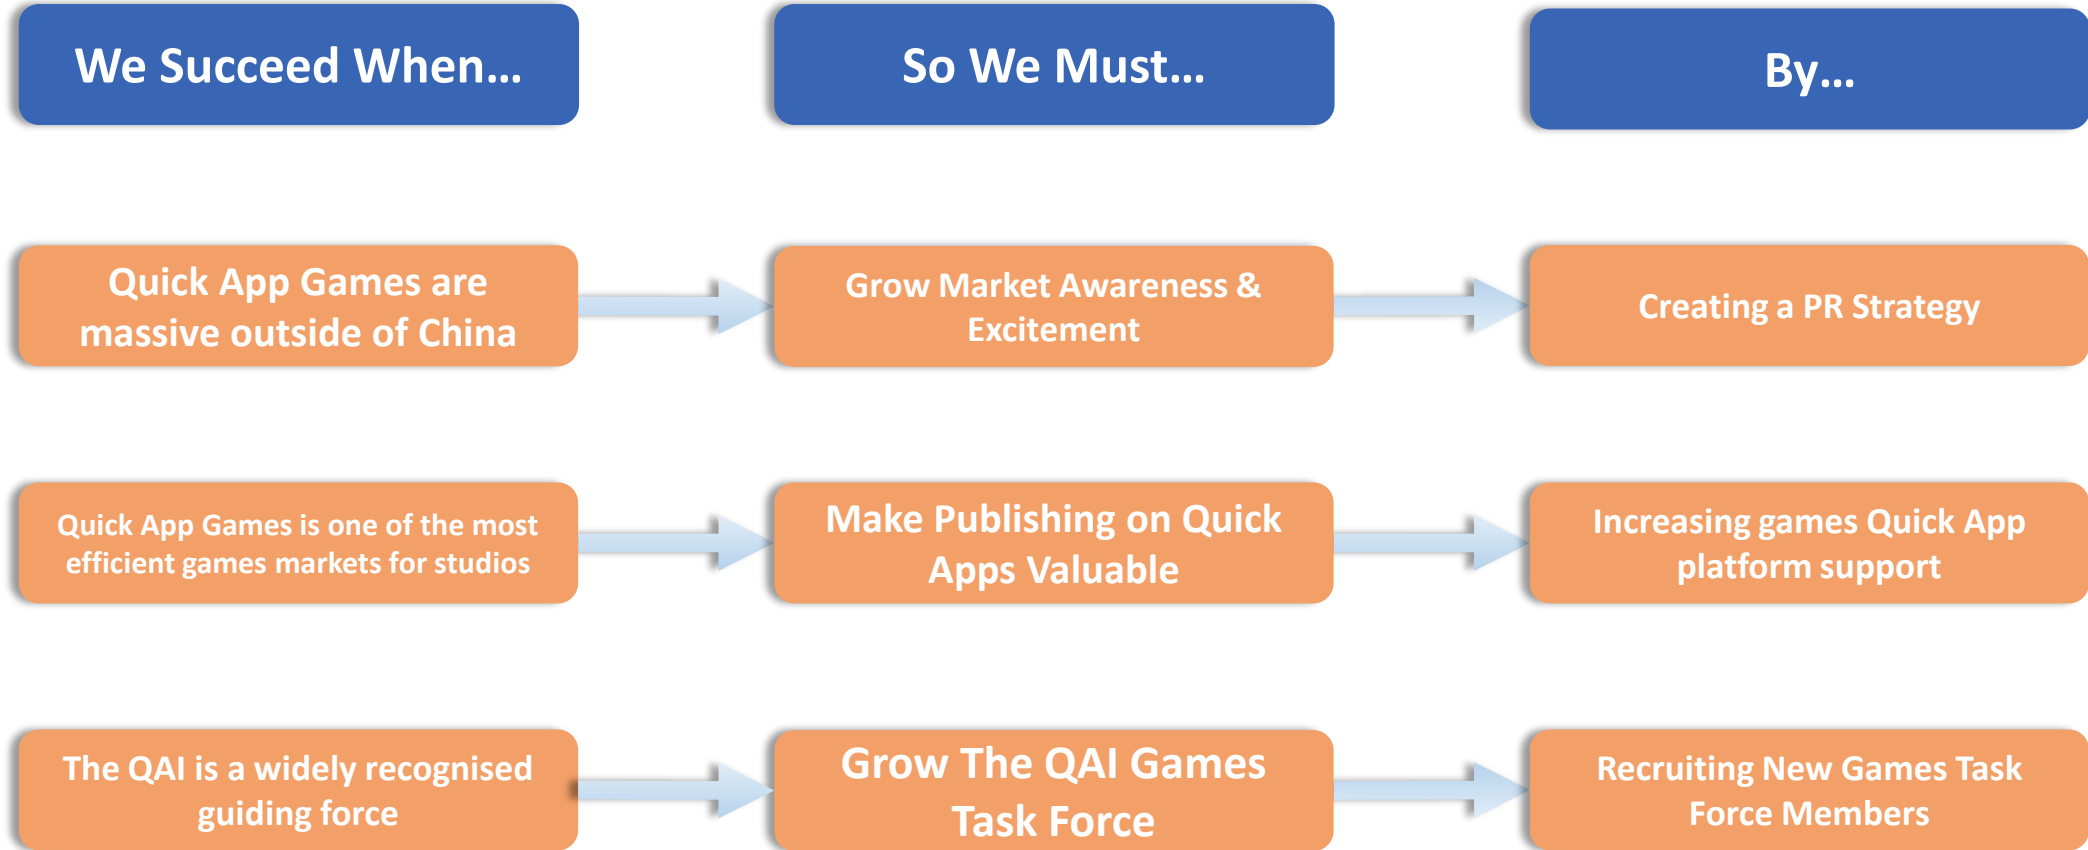 We Succeed When...
So We Must...
By...
Quick App Games are
massive outside of China
Grow Market Awareness &
Excitement
Creating a PR Strategy
Quick App Games is one of the most
efficient games markets for studios
Make Publishing on Quick
Apps Valuable
Increasing games Quick App
platform support
The QAI is a widely recognised
guiding force
Grow The QAI Games
Task Force
Recruiting New Games Task
Force Members